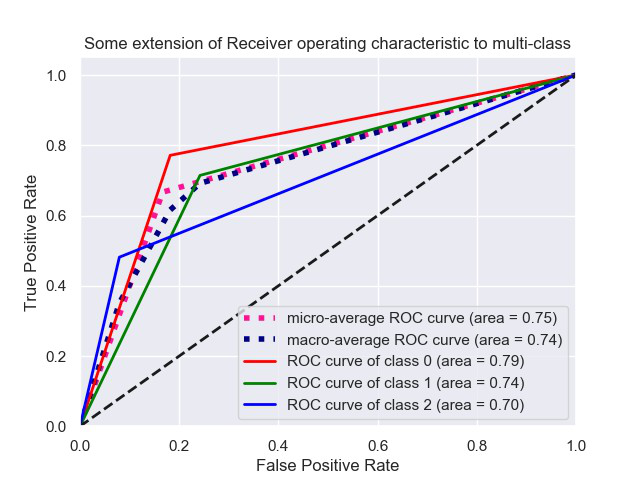 Some extension of Receiver operating characteristic to multi-class
1.0
0.8
0.6
0.4
0.2
0.0
True Positive Rate
micro-average ROC curve (area = 0.75)
macro-average ROC curve (area = 0.74)
ROC curve of class 0 (area = 0.79)
ROC curve of class 1 (area = 0.74)
ROC curve of class 2 (area = 0.70)
0.0 0.2 0.4 0.6 0.8 1.0
False Positive Rate